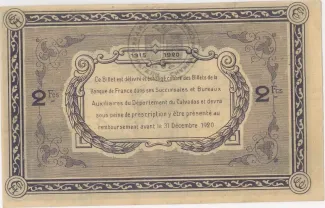 1915 1920
Ce Billet est délivré et échangé contre des Billets de la
Banque de France dans ses Succursales et Bureaux
Auxiliaires du Département du Calvados et devra
sous peine de prescription y être présenté au
remboursement avant le 31 Décembre 1920
2 Frs
2 Frs